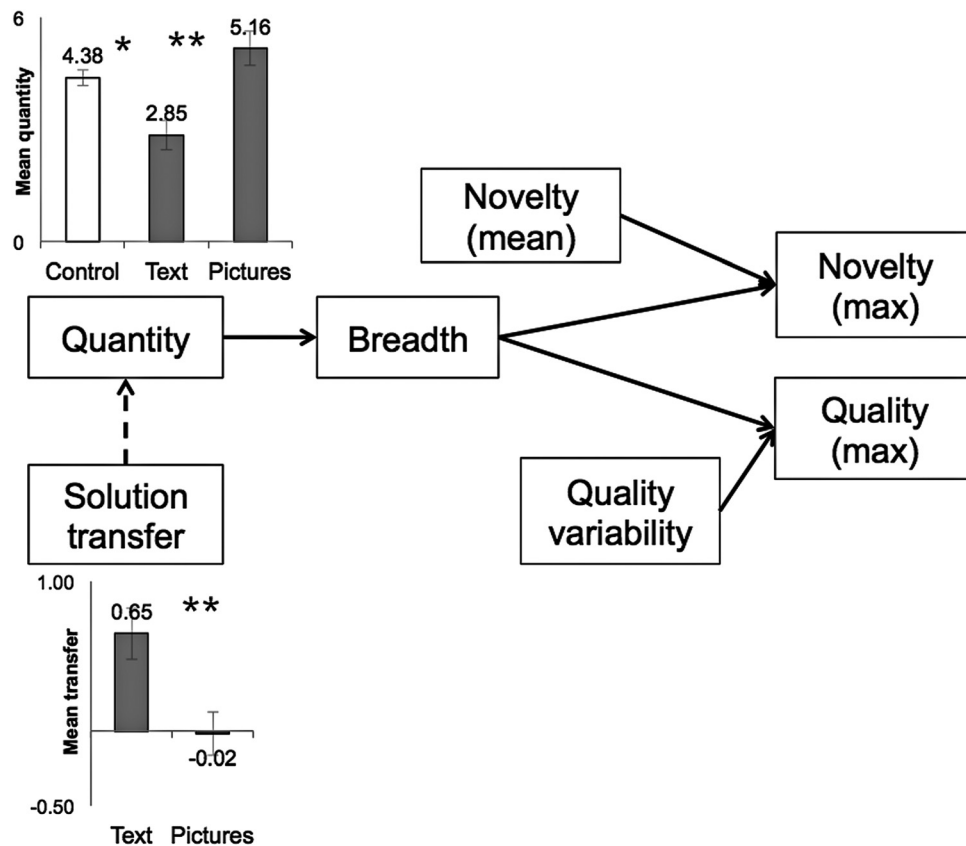 6
Mean quantity
0
4.38
*
2.85
**
5.16
Control
Text
Pictures
Novelty
(mean)
Novelty
(max)
Quantity
Breadth
Quality
(max)
Solution
transfer
Quality
variability
1.00
Mean transfer
-0.50
0.65
**
-0.02
Text
Pictures